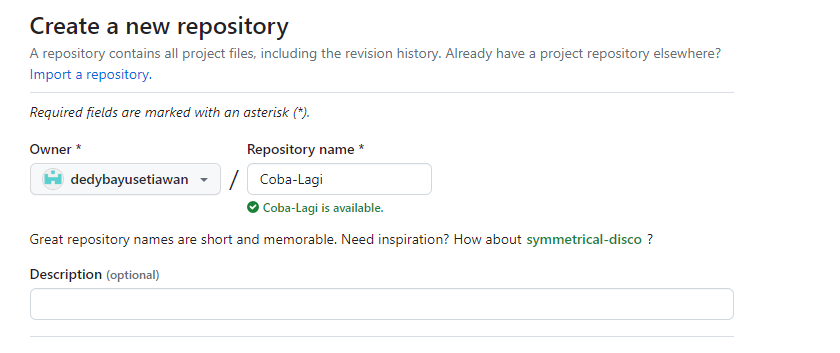 Create a new repository
A repository contains all project files, including the revision history. Already have a project repository elsewhere?
Import a repository.
Required fields are marked with an asterisk (*).
Owner * Repository name *
dedybayusetiawan / Coba-Lagi
Coba-Lagi is available.
Great repository names are short and memorable. Need inspiration? How about symmetrical-disco ?
Description (optional)